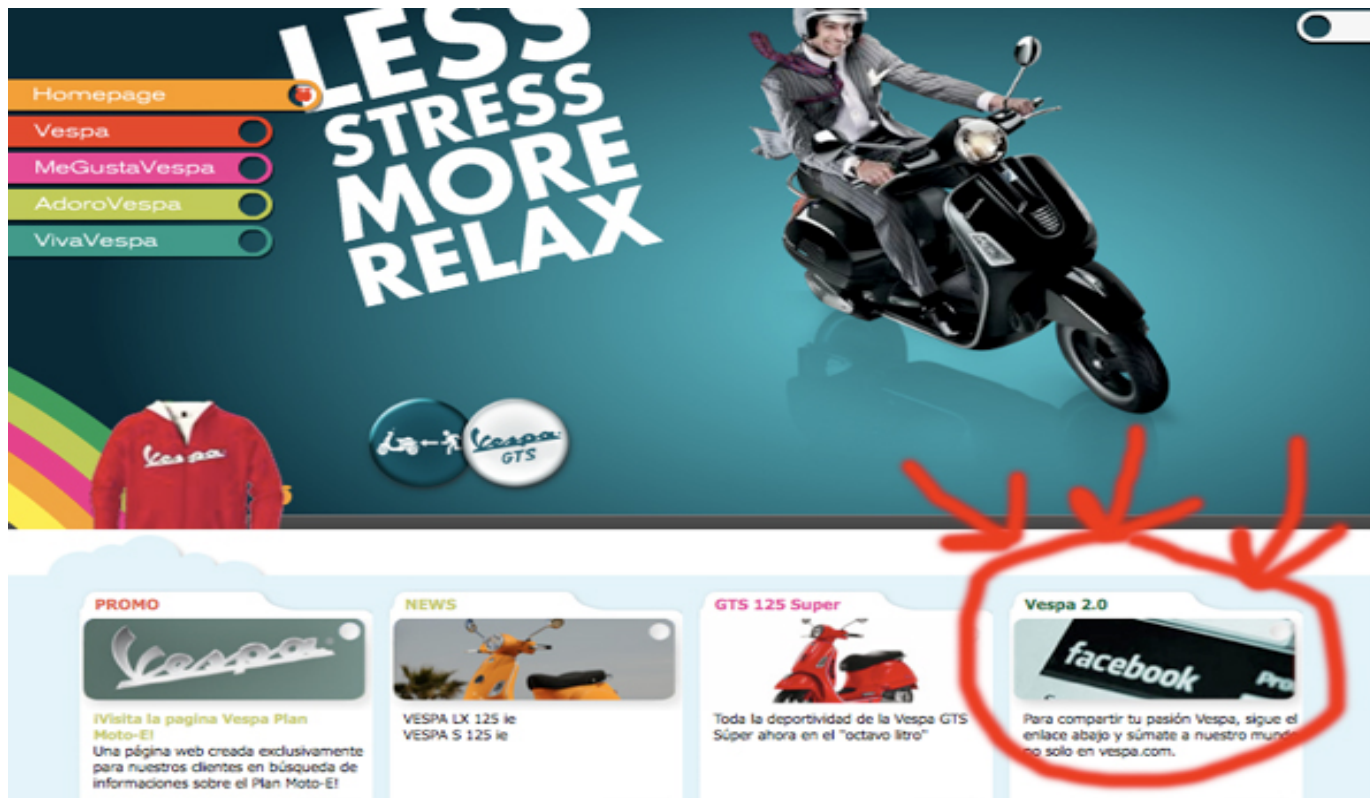 LESS
STRESS
MORE
RELAX
Homepage
Vespa
MeGustaVespa
AdoroVespa
VivaVespa
Vespa
Vespa
GTS
PROMO
Vespa
¡Visita la pagina Vespa Plan
Moto-E!
Una página web creada exclusivamente
para nuestros clientes en búsqueda de
informaciones sobre el Plan Moto-E!
NEWS
VESPA LX 125 ie
VESPA S 125 ie
GTS 125 Super
Toda la deportividad de la Vespa GTS
Súper ahora en el "octavo litro"
Vespa 2.0
facebook
Pro
Para compartir tu pasión Vespa, sigue el
enlace abajo y súmate a nuestro mundo
no solo en vespa.com.